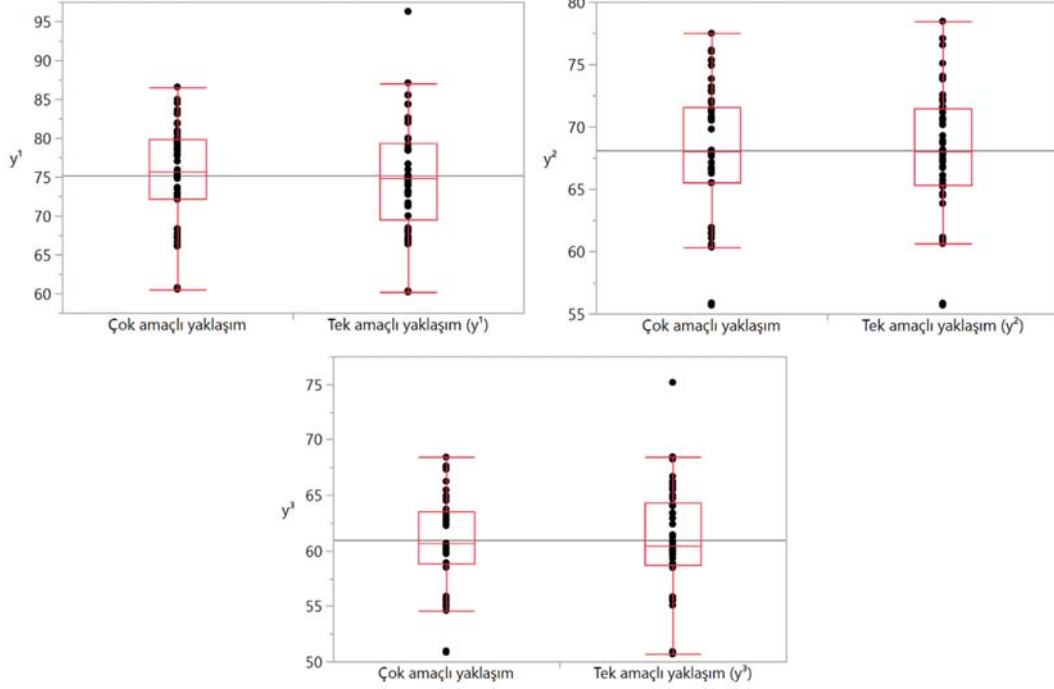 95
90
85
80
75
70
65
60
y¹
Çok amaçlı yaklaşım
Tek amaçlı yaklaşım (y¹)
80
75
70
65
60
55
y²
Çok amaçlı yaklaşım
Tek amaçlı yaklaşım (y²)
75
70
65
60
55
50
y³
Çok amaçlı yaklaşım
Tek amaçlı yaklaşım (y³)